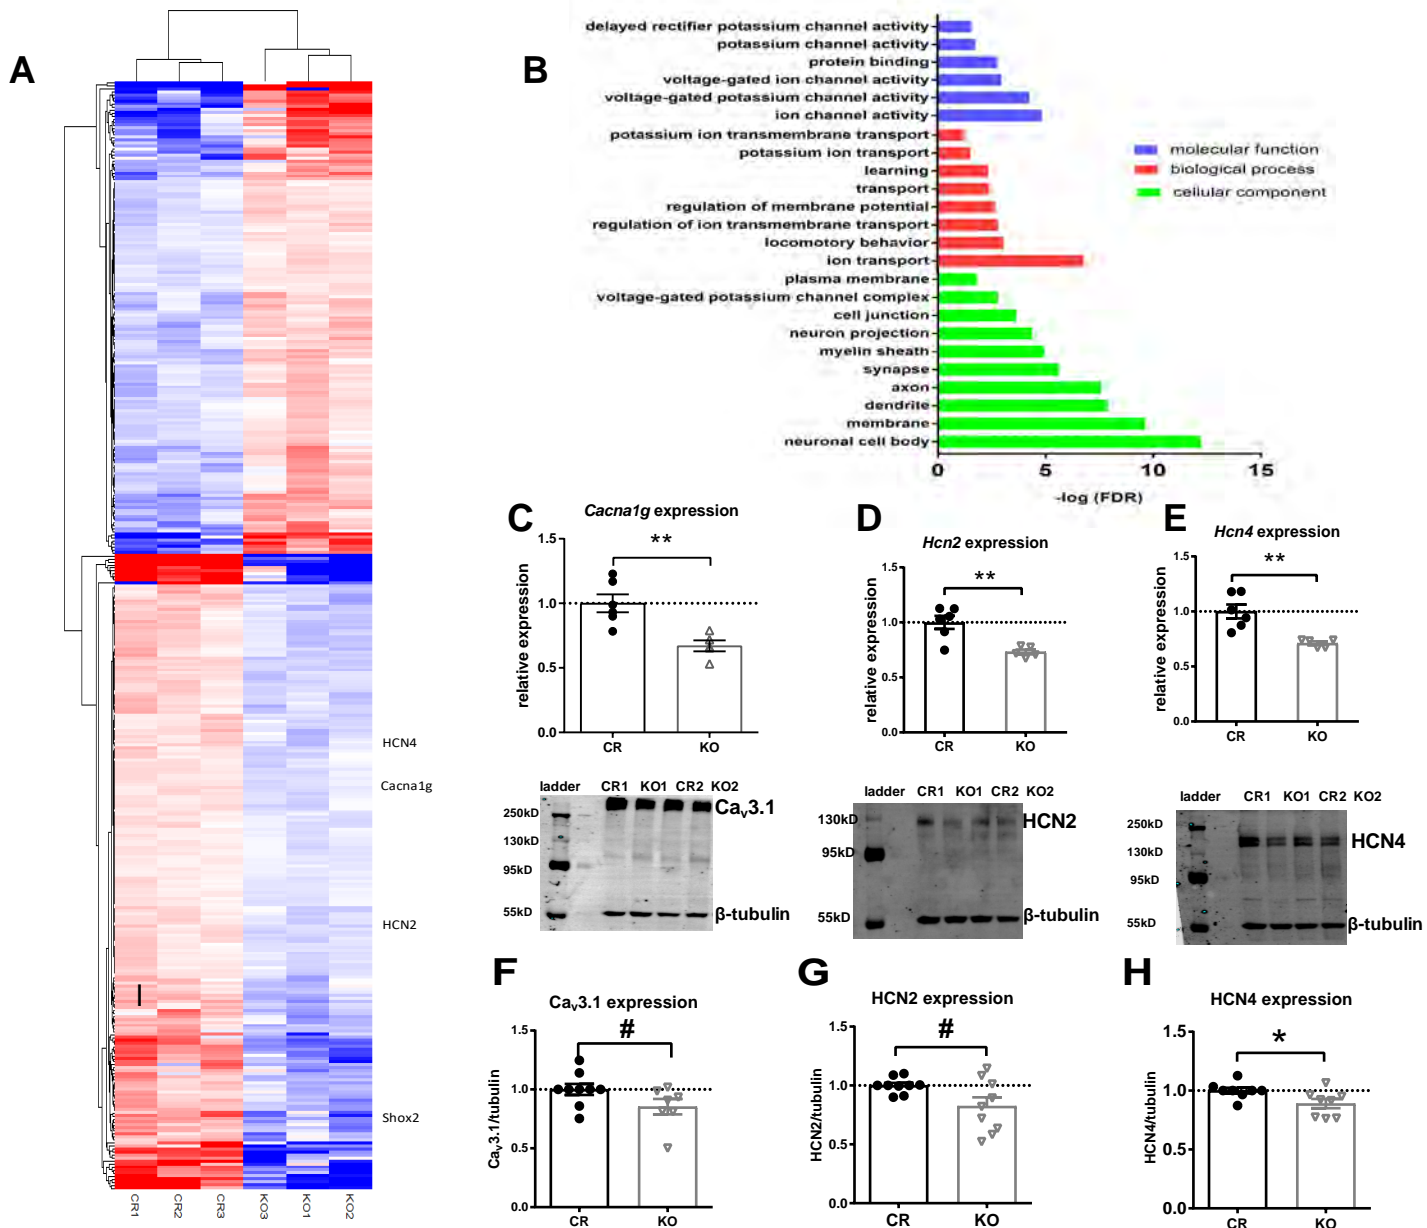 A
HCN4
Cacna1g
HCN2
Shox2
CR1
CR2
CR3
KO3
KO1
KO2
B
delayed rectifier potassium channel activity
potassium channel activity
protein binding
voltage-gated ion channel activity
voltage-gated potassium channel activity
ion channel activity
potassium ion transmembrane transport
potassium ion transport
learning
transport
regulation of membrane potential
regulation of ion transmembrane transport
locomotory behavior
ion transport
plasma membrane
voltage-gated potassium channel complex
cell junction
neuron projection
myelin sheath
synapse
axon
dendrite
membrane
neuronal cell body
0 5 10 15
-log (FDR)
molecular function
biological process
cellular component
C
Cacna1g expression
**
relative expression
1.5
1.0
0.5
0.0
CR KO
ladder CR1 KO1 CR2 KO2
250kD
130kD
95kD
55kD
Cav3.1
β-tubulin
D
Hcn2 expression
**
relative expression
1.5
1.0
0.5
0.0
CR KO
ladder CR1 KO1 CR2 KO2
130kD
95kD
55kD
HCN2
β-tubulin
E
Hcn4 expression
**
relative expression
1.5
1.0
0.5
0.0
CR KO
ladder CR1 KO1 CR2 KO2
250kD
130kD
95kD
55kD
HCN4
β-tubulin
F
Cav3.1 expression
#
Cav3.1/tubulin
1.5
1.0
0.5
0.0
CR KO
G
HCN2 expression
#
HCN2/tubulin
1.5
1.0
0.5
0.0
CR KO
H
HCN4 expression
*
HCN4/tubulin
1.5
1.0
0.5
0.0
CR KO